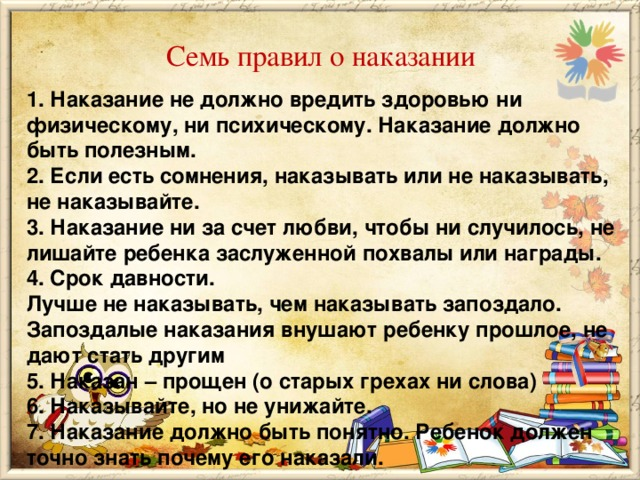 Семь правил о наказании
1. Наказание не должно вредить здоровью ни
физическому, ни психическому. Наказание должно
быть полезным.
2. Если есть сомнения, наказывать или не наказывать,
не наказывайте.
3. Наказание ни за счет любви, чтобы ни случилось, не
лишайте ребенка заслуженной похвалы или награды.
4. Срок давности.
Лучше не наказывать, чем наказывать запоздало.
Запоздалые наказания внушают ребенку прошлое, не
дают стать другим
5. Наказан – прощен (о старых грехах ни слова)
6. Наказывайте, но не унижайте.
7. Наказание должно быть понятно. Ребенок должен
точно знать почему его наказали.